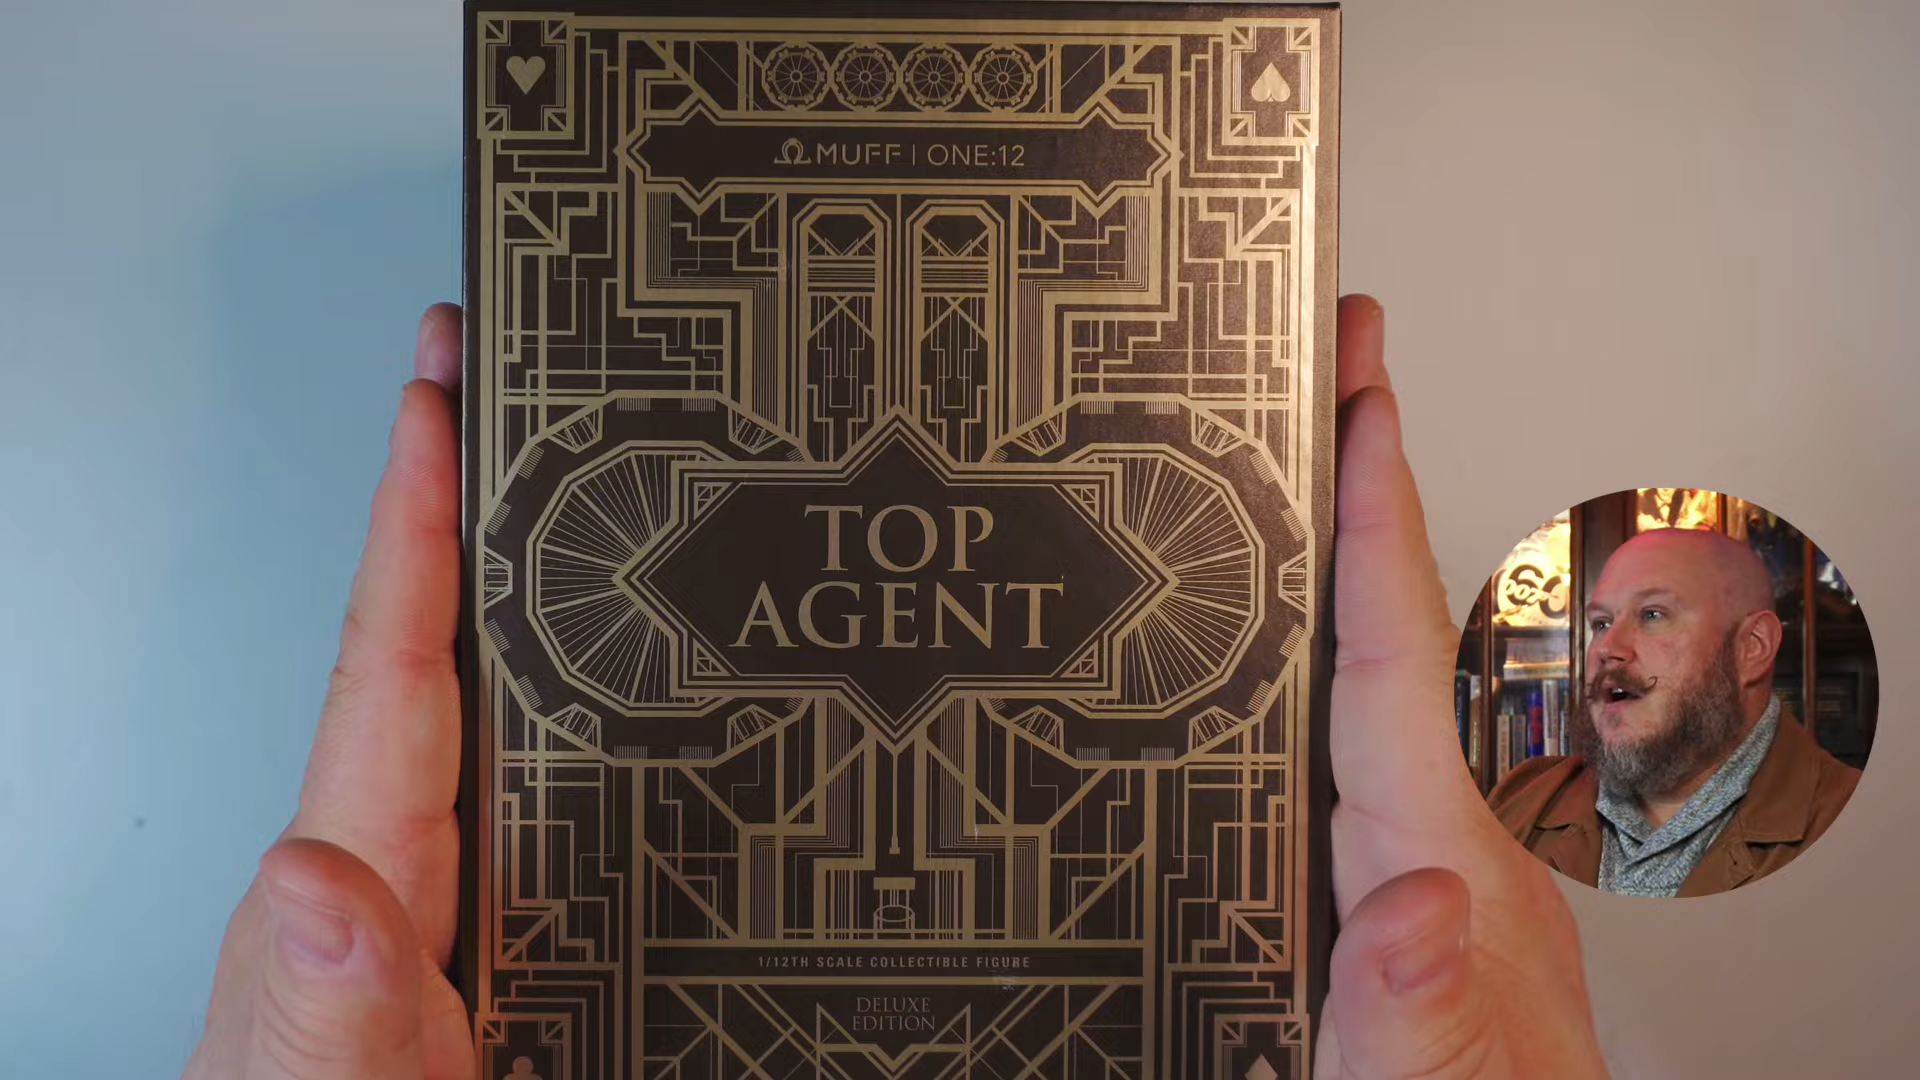 MUFF | ONE:12
TOP
AGENT
1/12TH SCALE COLLECTIBLE FIGURE
DELUXE
EDITION